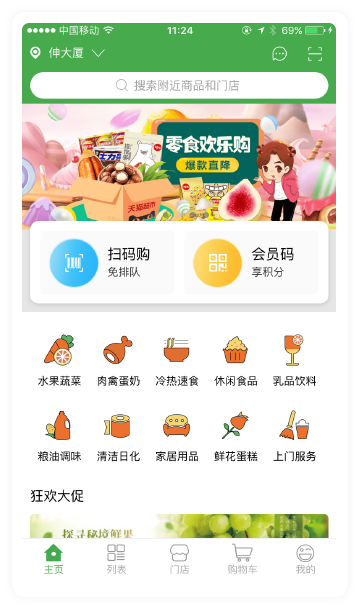 中国移动 11:24 69%
伸大厦
搜索附近商品和门店
零食欢乐购
爆款直降
天猫超市
扫码购
免排队
会员码
享积分
水果蔬菜 肉禽蛋奶 冷热速食 休闲食品 乳品饮料
粮油调味 清洁日化 家居用品 鲜花蛋糕 上门服务
狂欢大促
探寻秘境鲜果
主页 列表 门店 购物车 我的